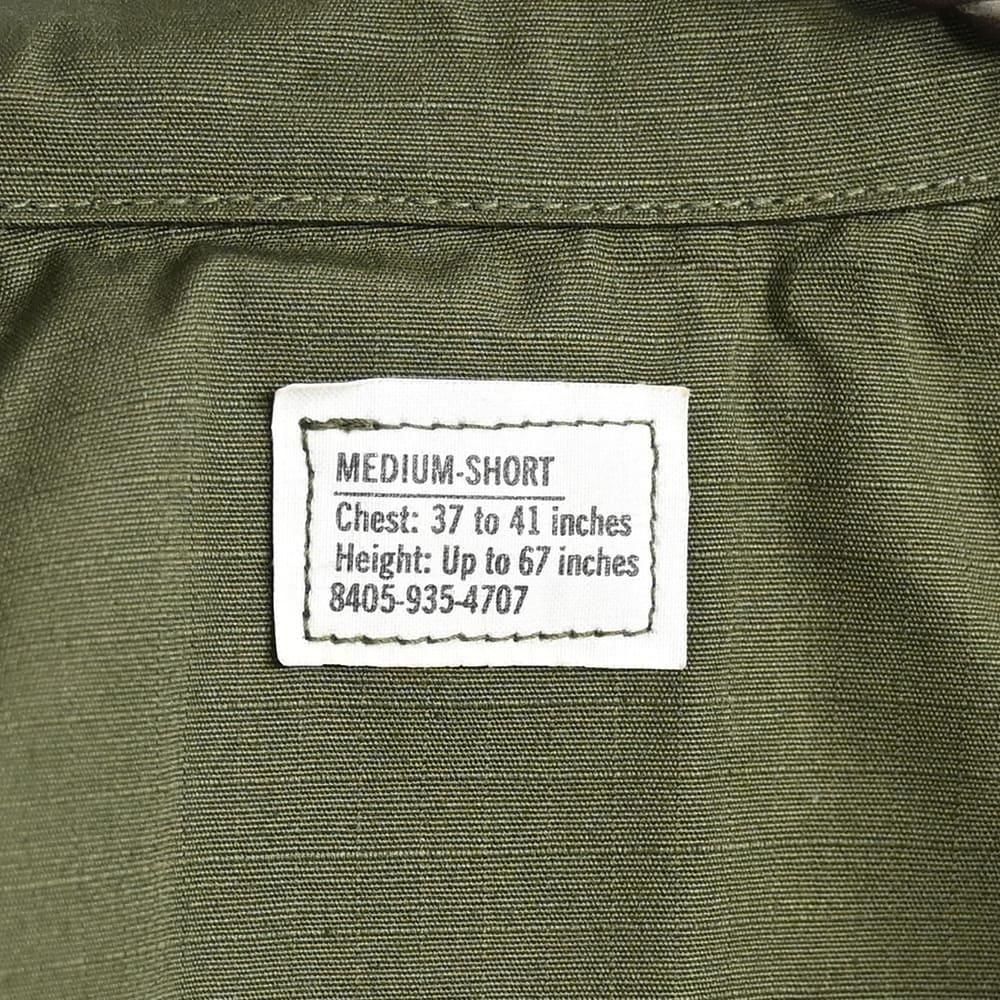 MEDIUM-SHORT
Chest: 37 to 41 inches
Height: Up to 67 inches
8405-935-4707